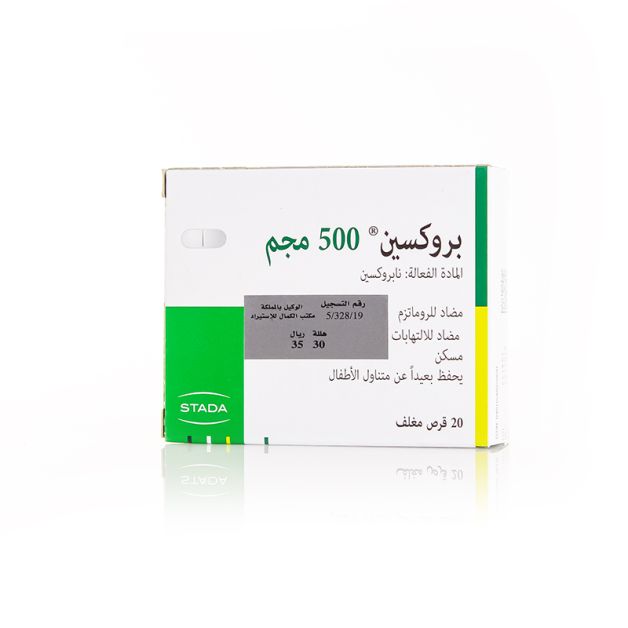 بروكسين® 500 مجم
المادة الفعالة: نابروكسين
رقم التسجيل
5/328/19
الوكيل بالمملكة
مكتب الكمال للإستيراد
هللة ريال
30 35
مضاد للروماتزم
مضاد للالتهابات
مسكن
يحفظ بعيداً عن متناول الأطفال
20 قرص مغلف
STADA